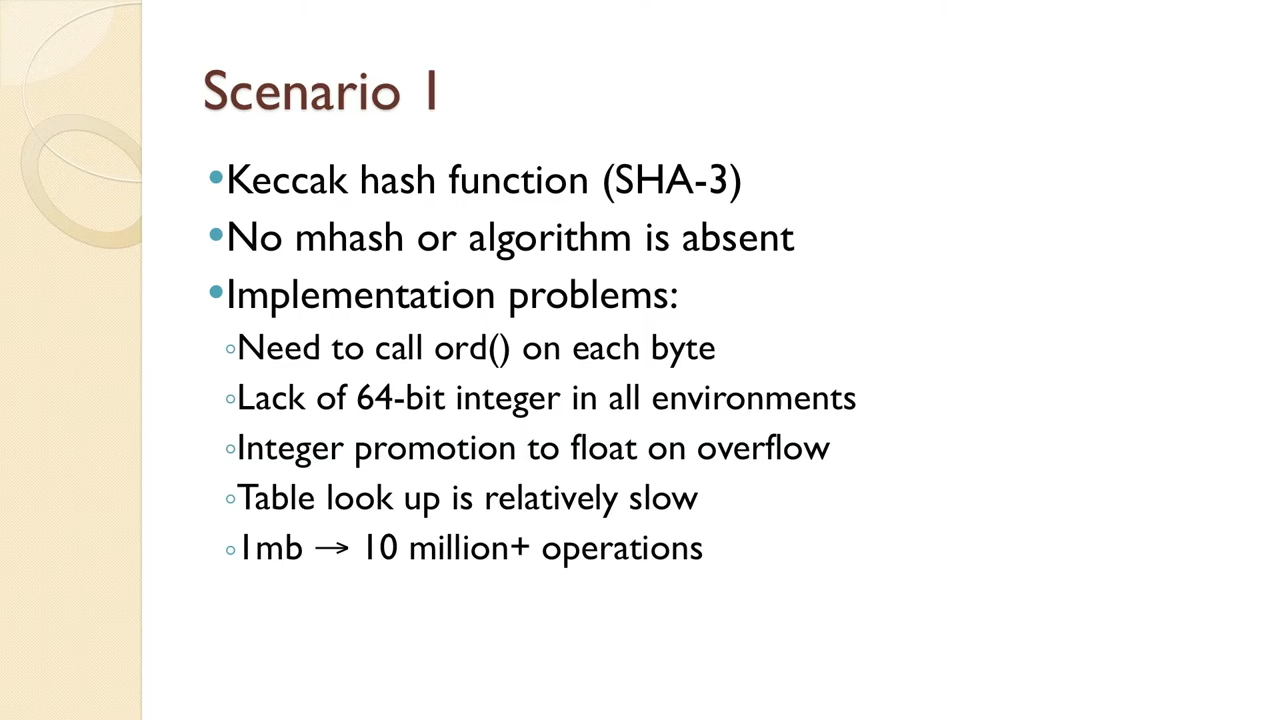 Scenario 1
•Keccak hash function (SHA-3)
•No mhash or algorithm is absent
•Implementation problems:
◦Need to call ord() on each byte
◦Lack of 64-bit integer in all environments
◦Integer promotion to float on overflow
◦Table look up is relatively slow
◦1mb → 10 million+ operations